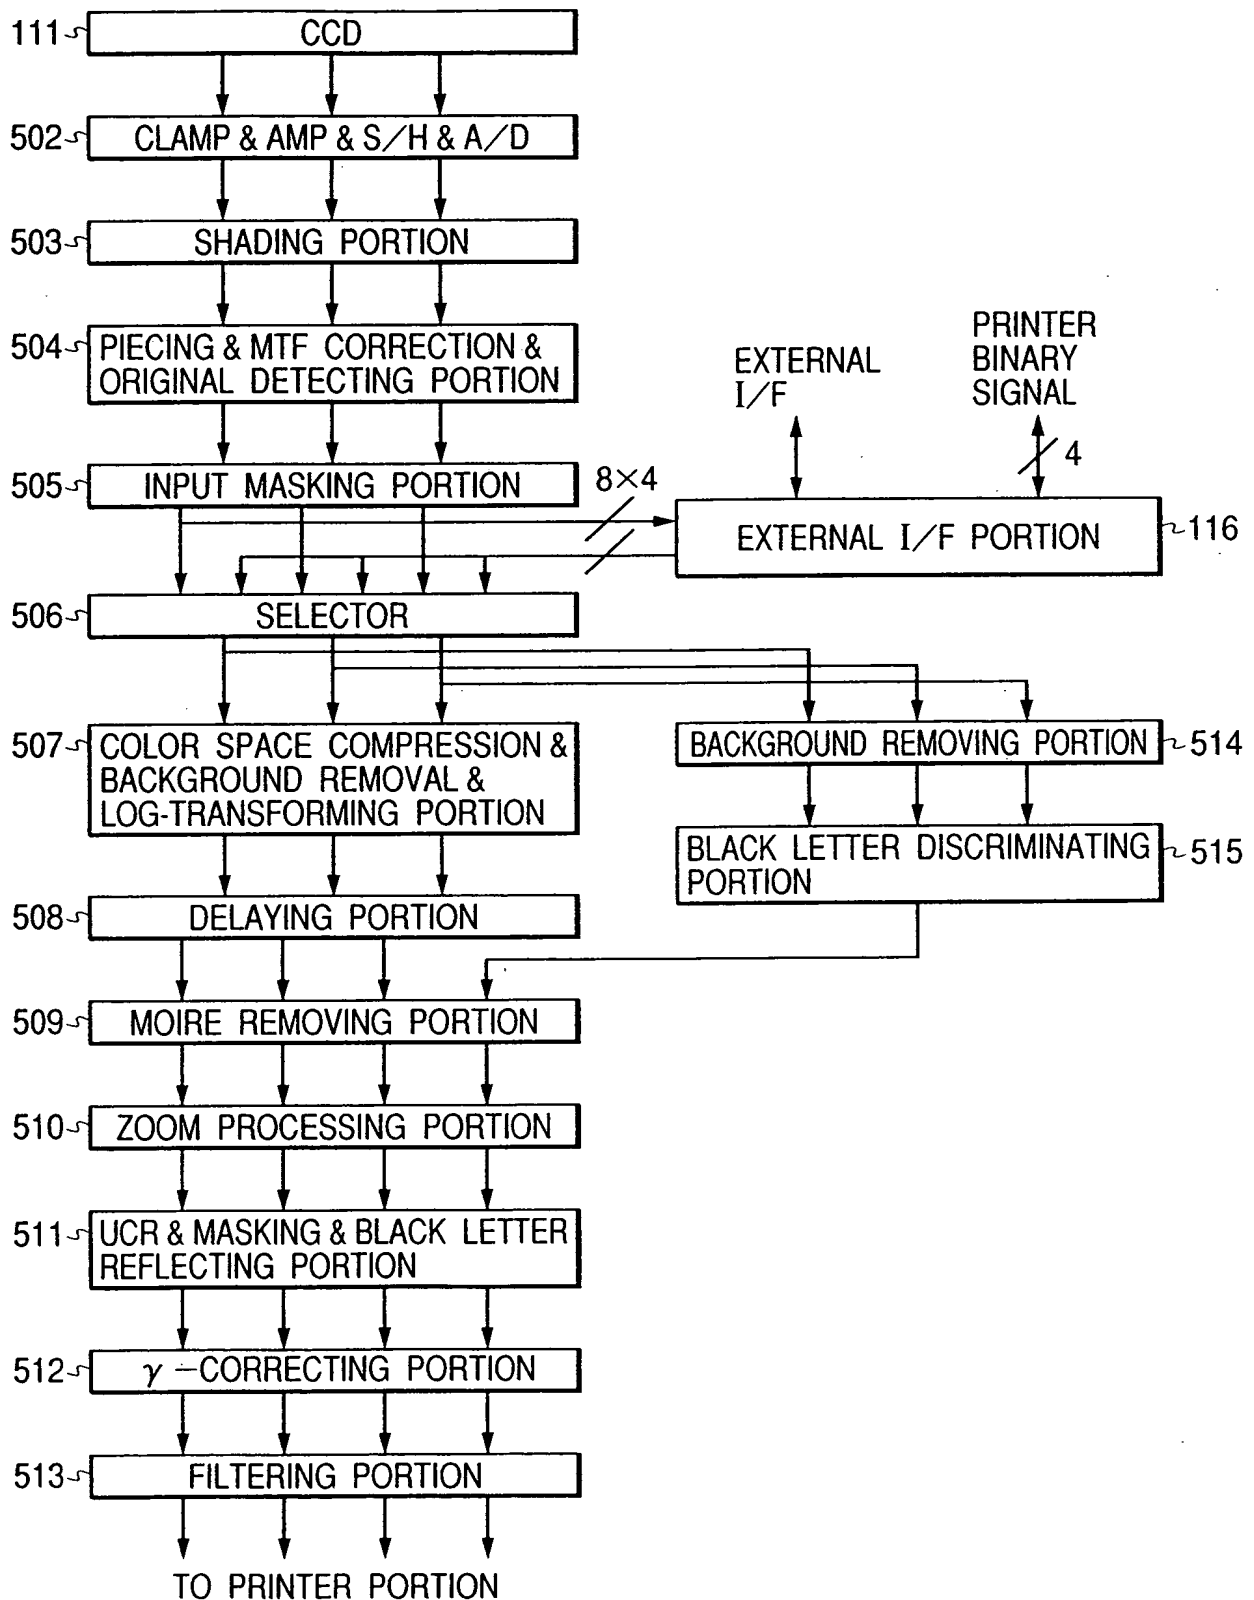 111
CCD
502
CLAMP & AMP & S/H & A/D
503
SHADING PORTION
504
PIECING & MTF CORRECTION &
ORIGINAL DETECTING PORTION
EXTERNAL
I/F
PRINTER
BINARY
SIGNAL
4
505
INPUT MASKING PORTION
8×4
EXTERNAL I/F PORTION
116
506
SELECTOR
507
COLOR SPACE COMPRESSION &
BACKGROUND REMOVAL &
LOG-TRANSFORMING PORTION
BACKGROUND REMOVING PORTION
514
BLACK LETTER DISCRIMINATING
PORTION
515
508
DELAYING PORTION
509
MOIRE REMOVING PORTION
510
ZOOM PROCESSING PORTION
511
UCR & MASKING & BLACK LETTER
REFLECTING PORTION
512
γ-CORRECTING PORTION
513
FILTERING PORTION
TO PRINTER PORTION